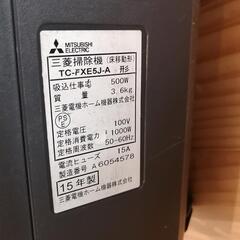 MITSUBISHI
ELECTRIC
三菱掃除機(床移動形)
TC-FXE5J-A 形
吸込仕事率 500W
質量 3.6kg
三菱電機ホーム機器株式会社
PSE
定格電圧 100V
定格消費電力 1000W
定格周波数 50-60Hz
三菱電機ホーム機器株式会社
電流ヒューズ 15A
製造番号 A6054578
15年製